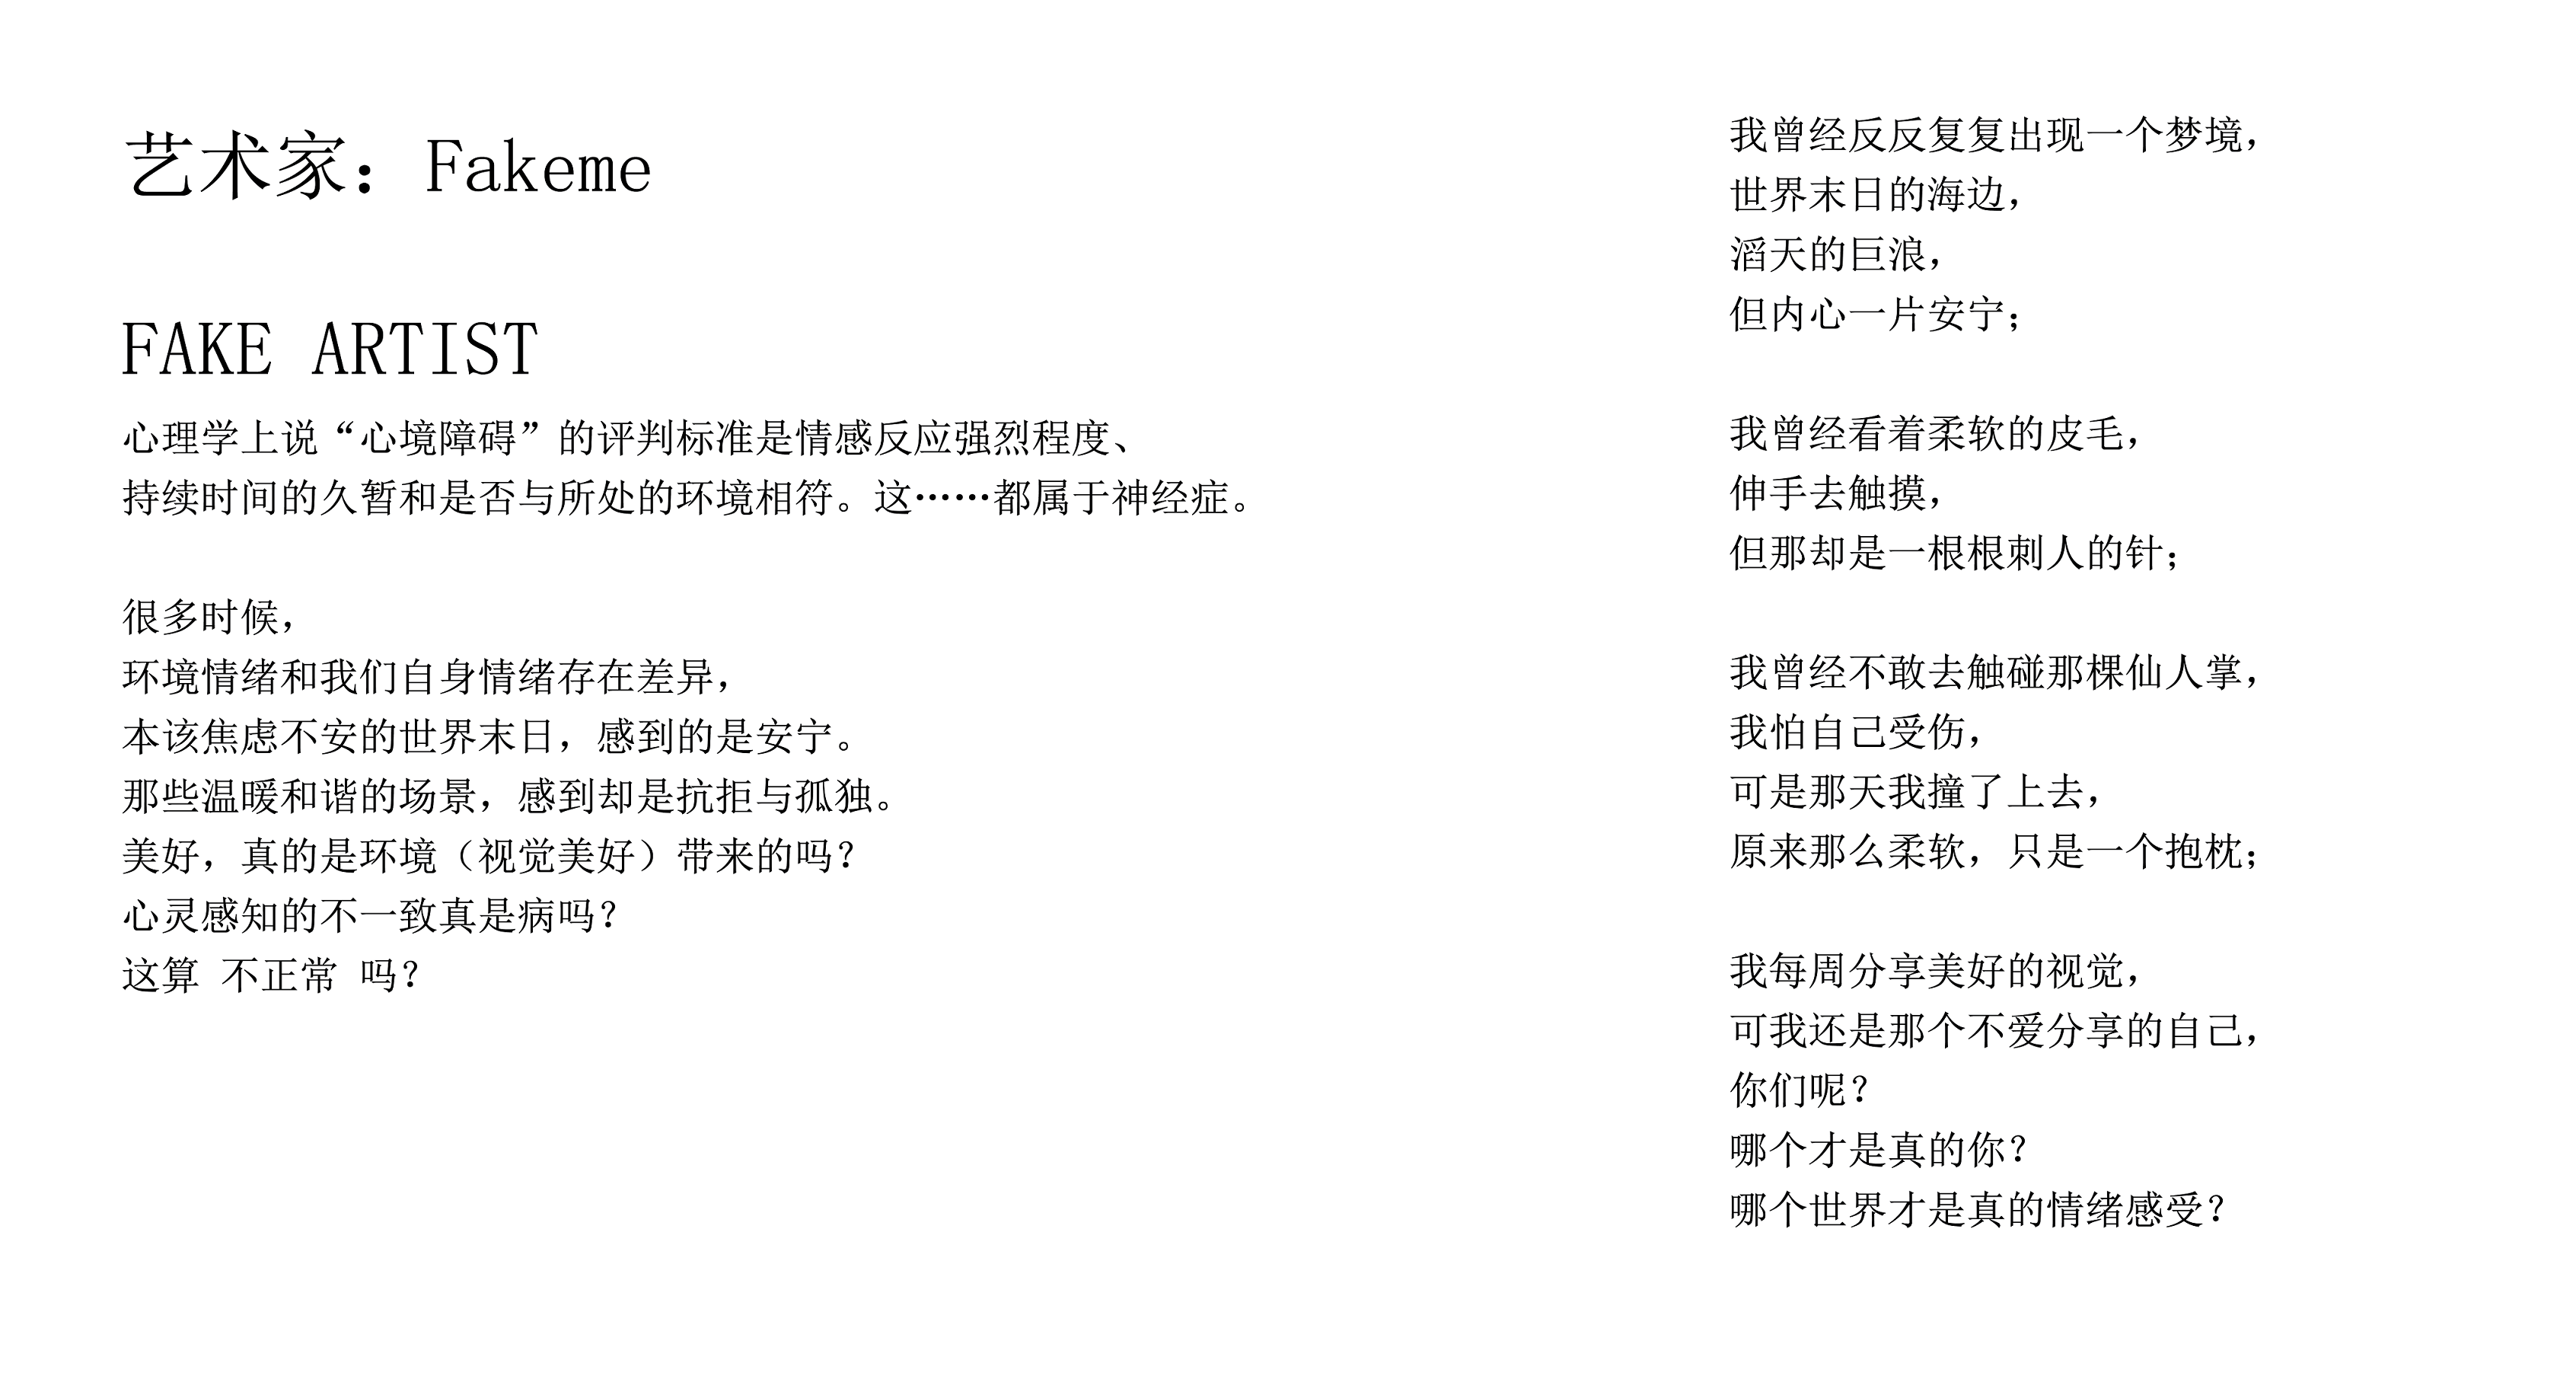 艺术家：Fakeme
FAKE ARTIST
心理学上说“心境障碍”的评判标准是情感反应强烈程度、
持续时间的久暂和是否与所处的环境相符。这……都属于神经症。
很多时候，
环境情绪和我们自身情绪存在差异，
本该焦虑不安的世界末日，感到的是安宁。
那些温暖和谐的场景，感到却是抗拒与孤独。
美好，真的是环境（视觉美好）带来的吗？
心灵感知的不一致真是病吗？
这算 不正常 吗？
我曾经反反复复出现一个梦境，
世界末日的海边，
滔天的巨浪，
但内心一片安宁；
我曾经看着柔软的皮毛，
伸手去触摸，
但那却是一根根刺人的针；
我曾经不敢去触碰那棵仙人掌，
我怕自己受伤，
可是那天我撞了上去，
原来那么柔软，只是一个抱枕；
我每周分享美好的视觉，
可我还是那个不爱分享的自己，
你们呢？
哪个才是真的你？
哪个世界才是真的情绪感受？